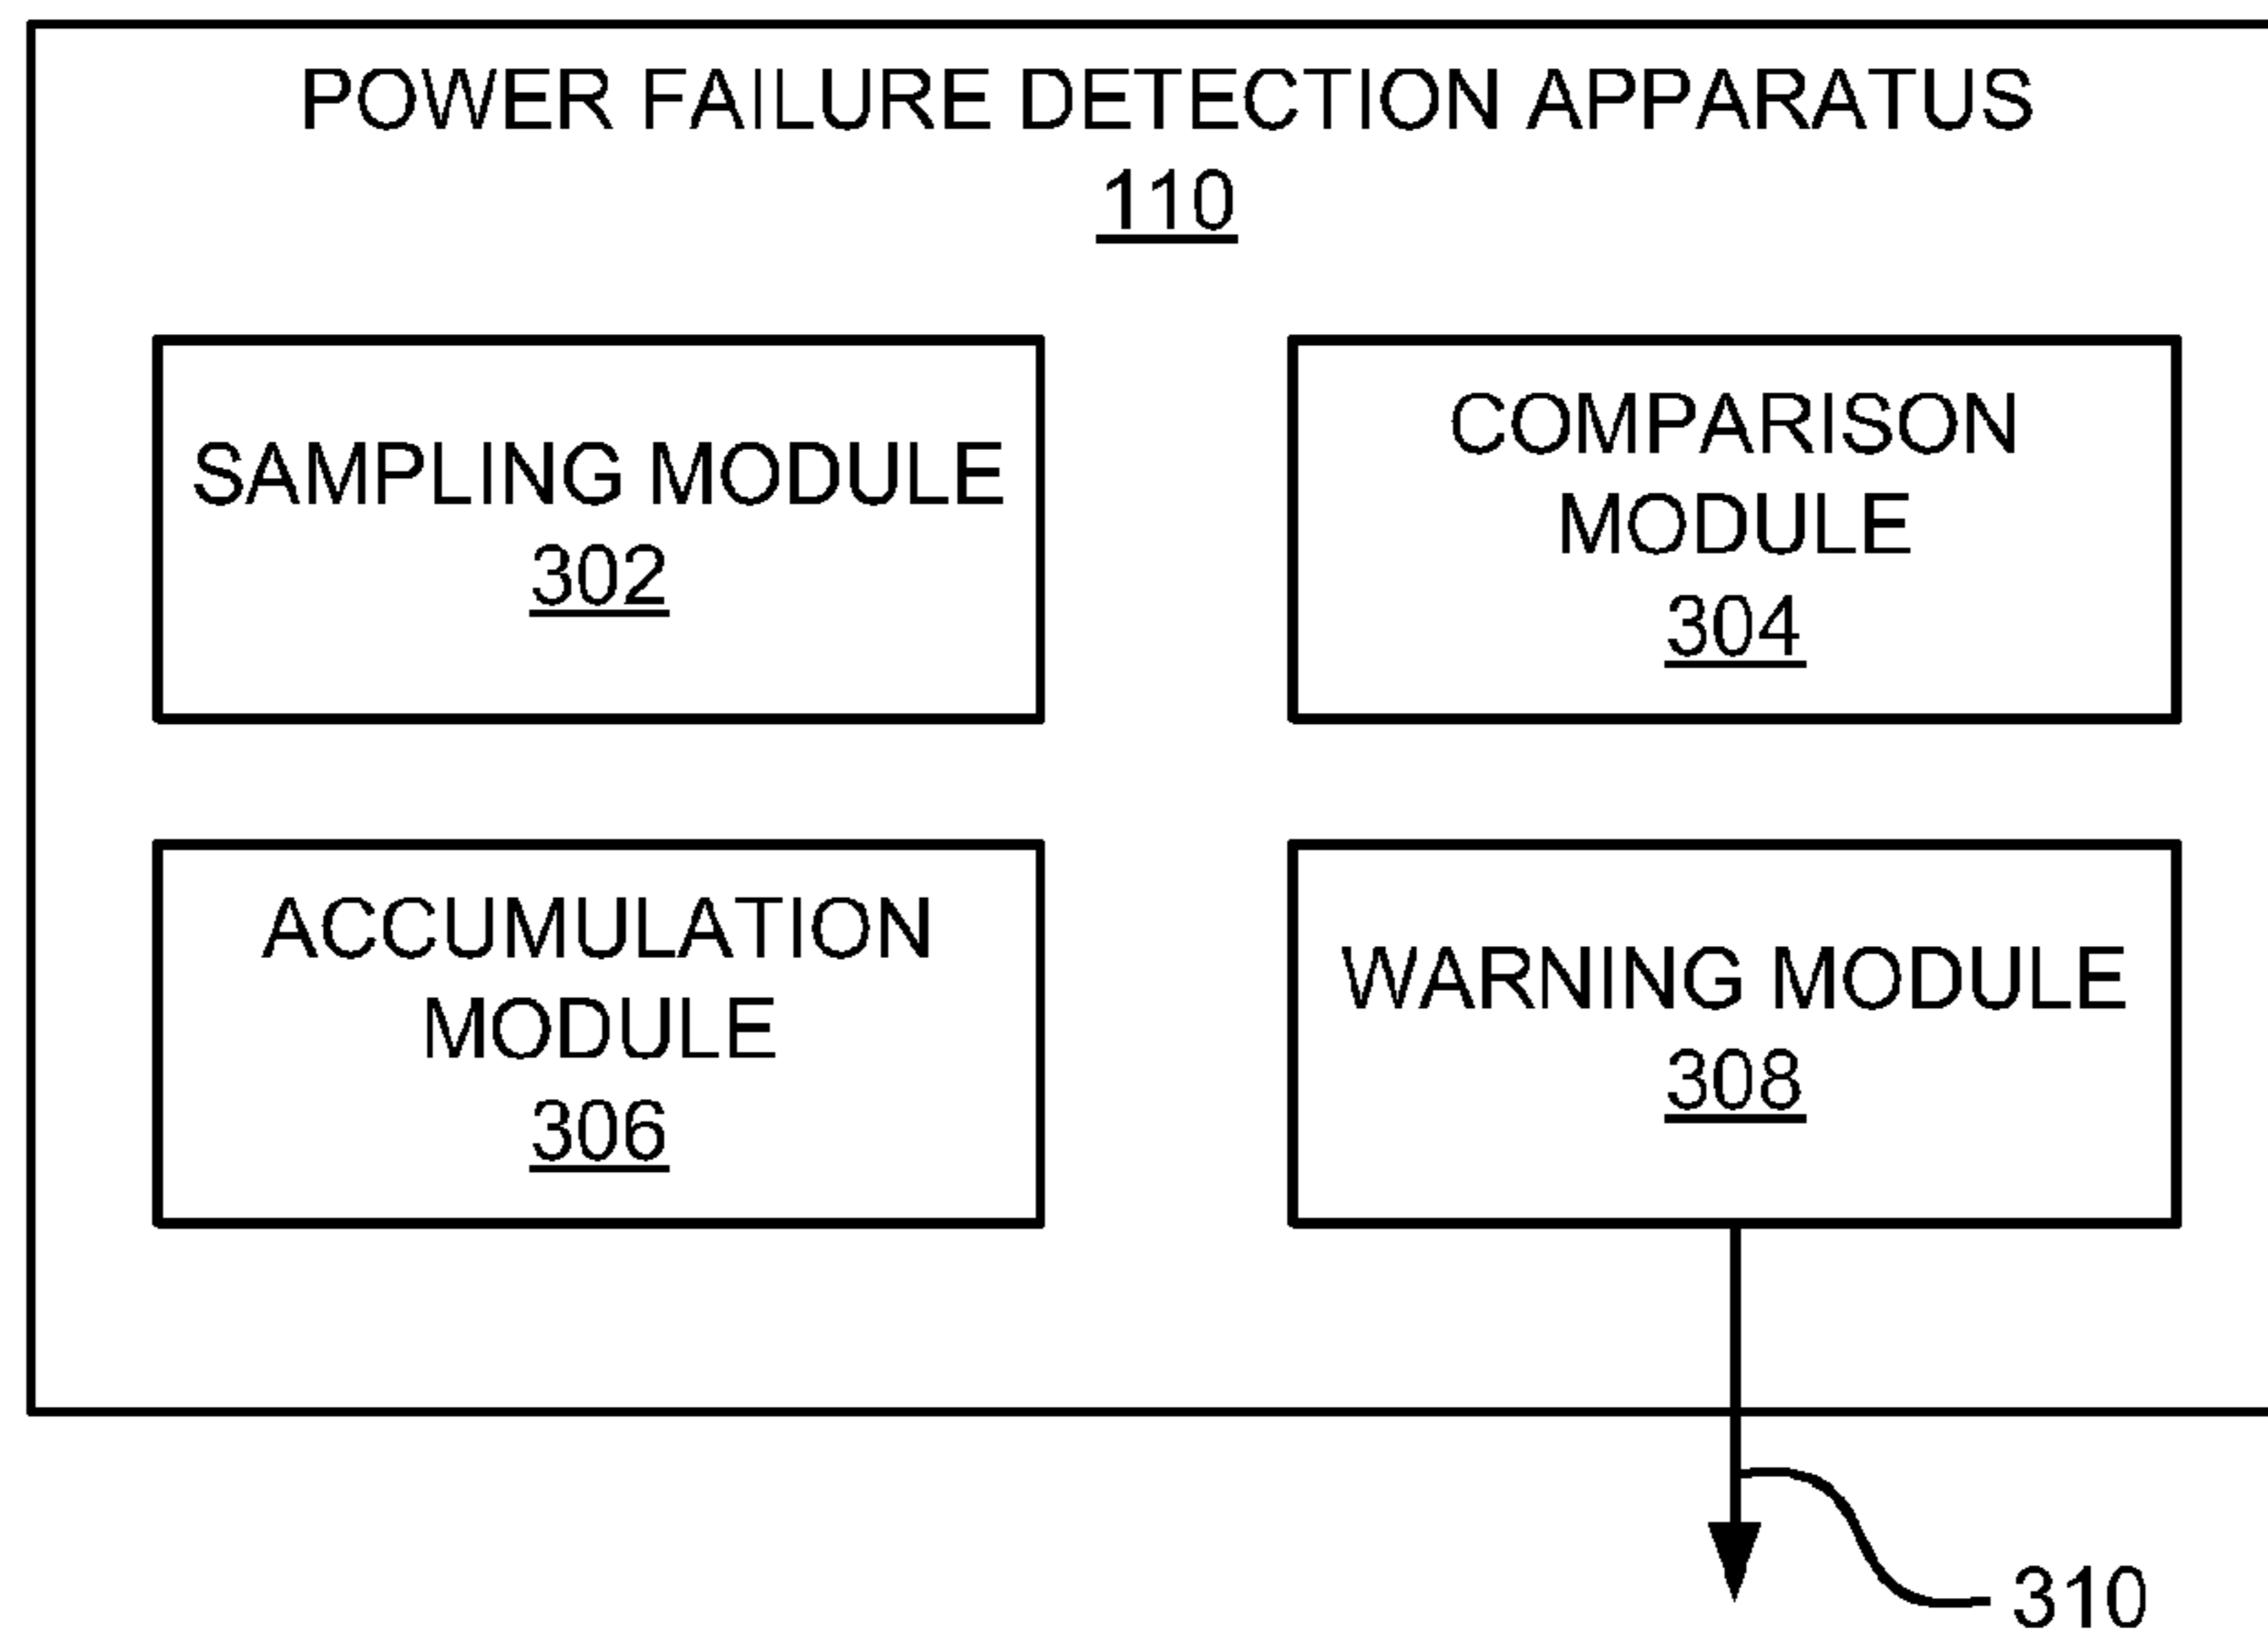 POWER FAILURE DETECTION APPARATUS
110
SAMPLING MODULE
302
COMPARISON
MODULE
304
ACCUMULATION
MODULE
306
WARNING MODULE
308
310